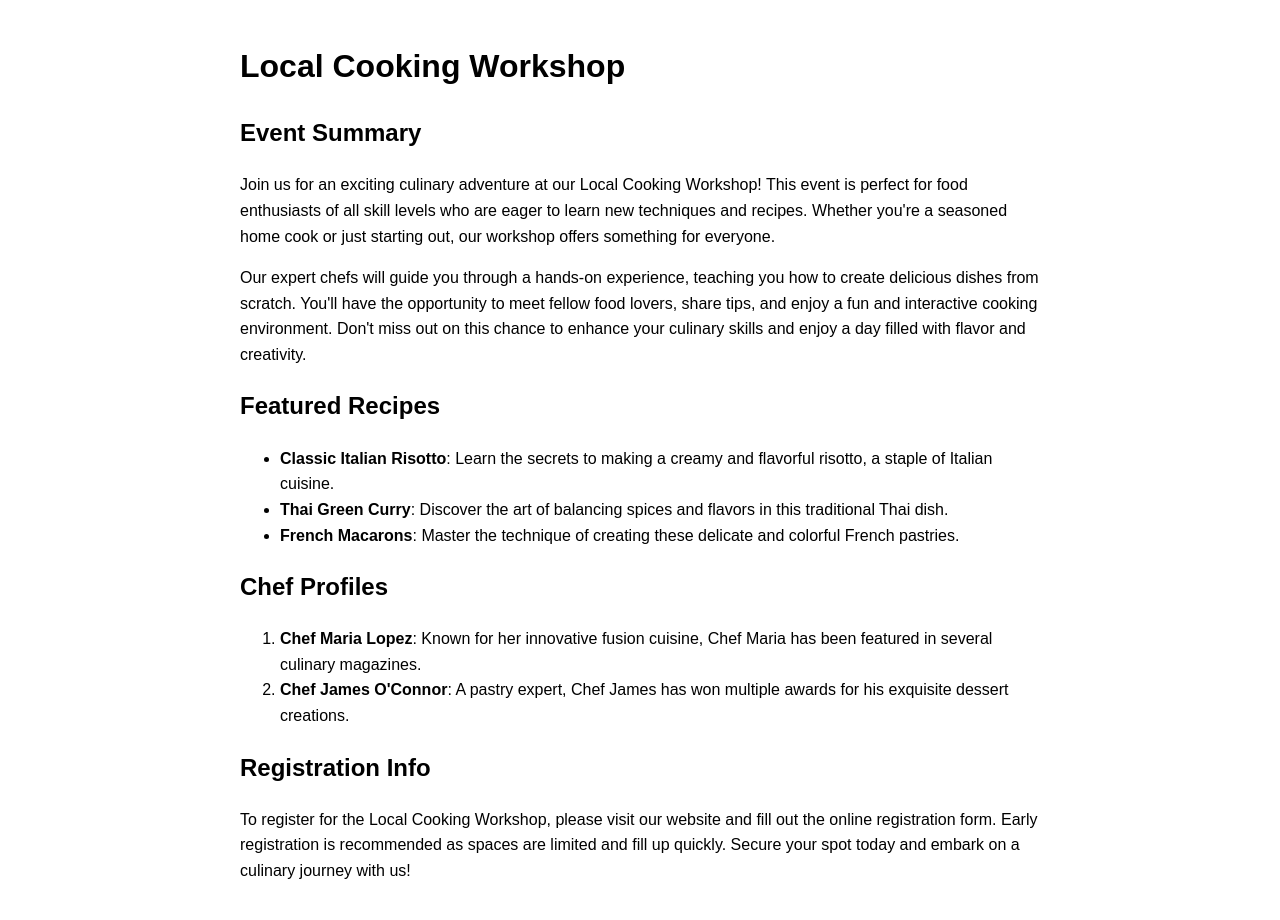 Local Cooking Workshop
Event Summary
Join us for an exciting culinary adventure at our Local Cooking Workshop! This event is perfect for food
enthusiasts of all skill levels who are eager to learn new techniques and recipes. Whether you're a seasoned
home cook or just starting out, our workshop offers something for everyone.
Our expert chefs will guide you through a hands-on experience, teaching you how to create delicious dishes from
scratch. You'll have the opportunity to meet fellow food lovers, share tips, and enjoy a fun and interactive cooking
environment. Don't miss out on this chance to enhance your culinary skills and enjoy a day filled with flavor and
creativity.
Featured Recipes
• Classic Italian Risotto: Learn the secrets to making a creamy and flavorful risotto, a staple of Italian
cuisine.
• Thai Green Curry: Discover the art of balancing spices and flavors in this traditional Thai dish.
• French Macarons: Master the technique of creating these delicate and colorful French pastries.
Chef Profiles
1. Chef Maria Lopez: Known for her innovative fusion cuisine, Chef Maria has been featured in several
culinary magazines.
2. Chef James O'Connor: A pastry expert, Chef James has won multiple awards for his exquisite dessert
creations.
Registration Info
To register for the Local Cooking Workshop, please visit our website and fill out the online registration form. Early
registration is recommended as spaces are limited and fill up quickly. Secure your spot today and embark on a
culinary journey with us!